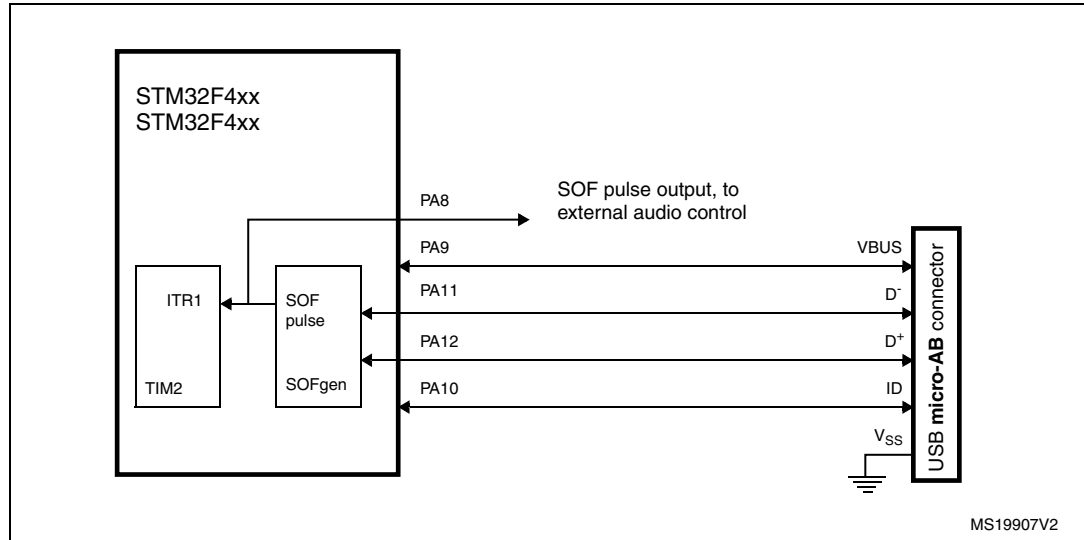 STM32F4xx
STM32F4xx
PA8
SOF pulse output, to
external audio control
PA9
VBUS
ITR1
SOF
pulse
PA11
D-
PA12
D+
TIM2
SOFgen
PA10
ID
VSS
USB micro-AB connector
MS19907V2